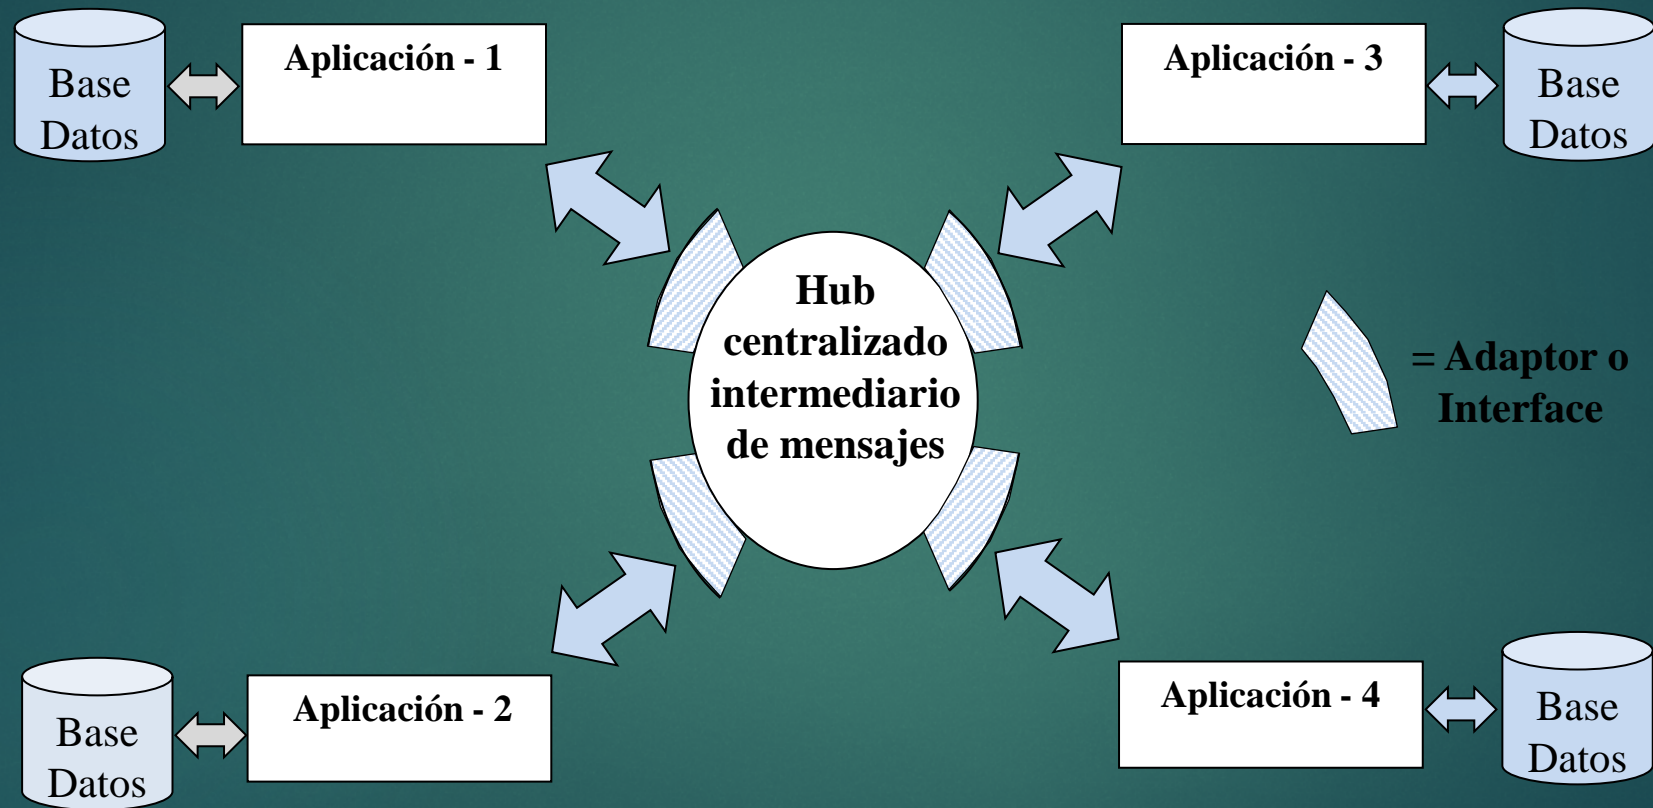 Base
Datos
Aplicación - 1
Aplicación - 3
Base
Datos
Hub
centralizado
intermediario
de mensajes
= Adaptor o
Interface
Base
Datos
Aplicación - 2
Aplicación - 4
Base
Datos